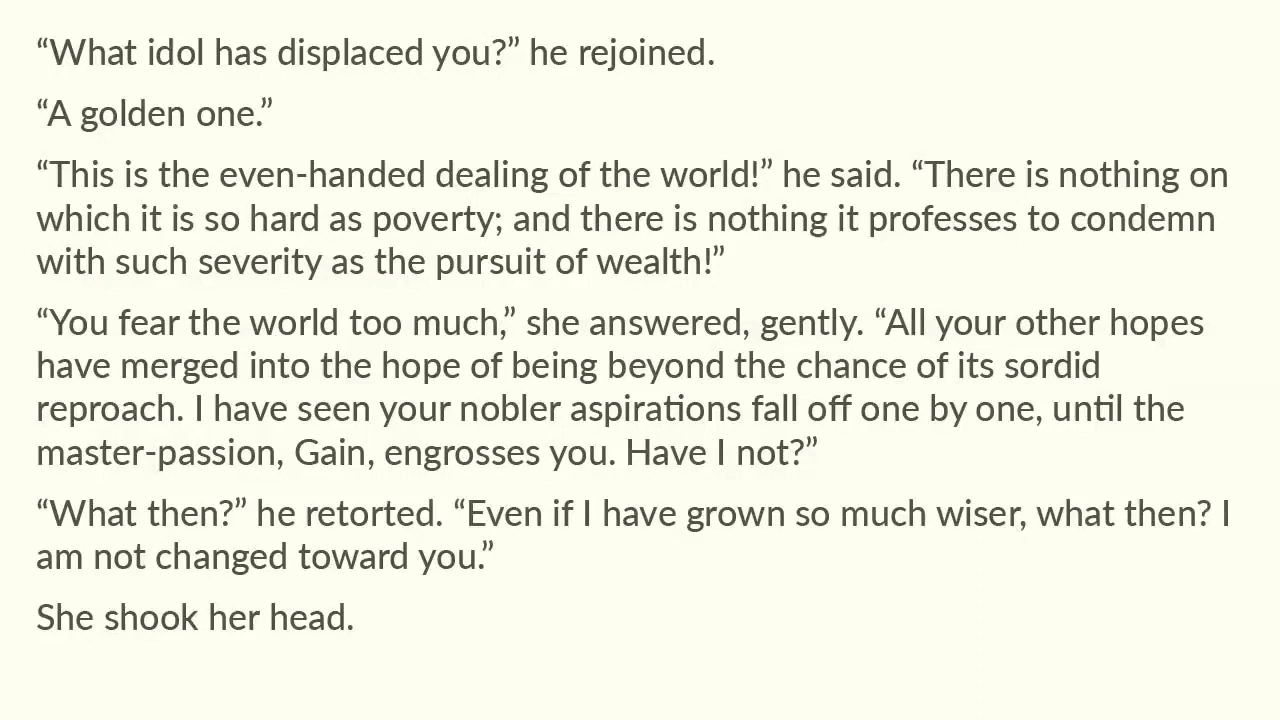 “What idol has displaced you?” he rejoined.
“A golden one.”
“This is the even-handed dealing of the world!” he said. “There is nothing on
which it is so hard as poverty; and there is nothing it professes to condemn
with such severity as the pursuit of wealth!”
“You fear the world too much,” she answered, gently. “All your other hopes
have merged into the hope of being beyond the chance of its sordid
reproach. I have seen your nobler aspirations fall off one by one, until the
master-passion, Gain, engrosses you. Have I not?”
“What then?” he retorted. “Even if I have grown so much wiser, what then? I
am not changed toward you.”
She shook her head.